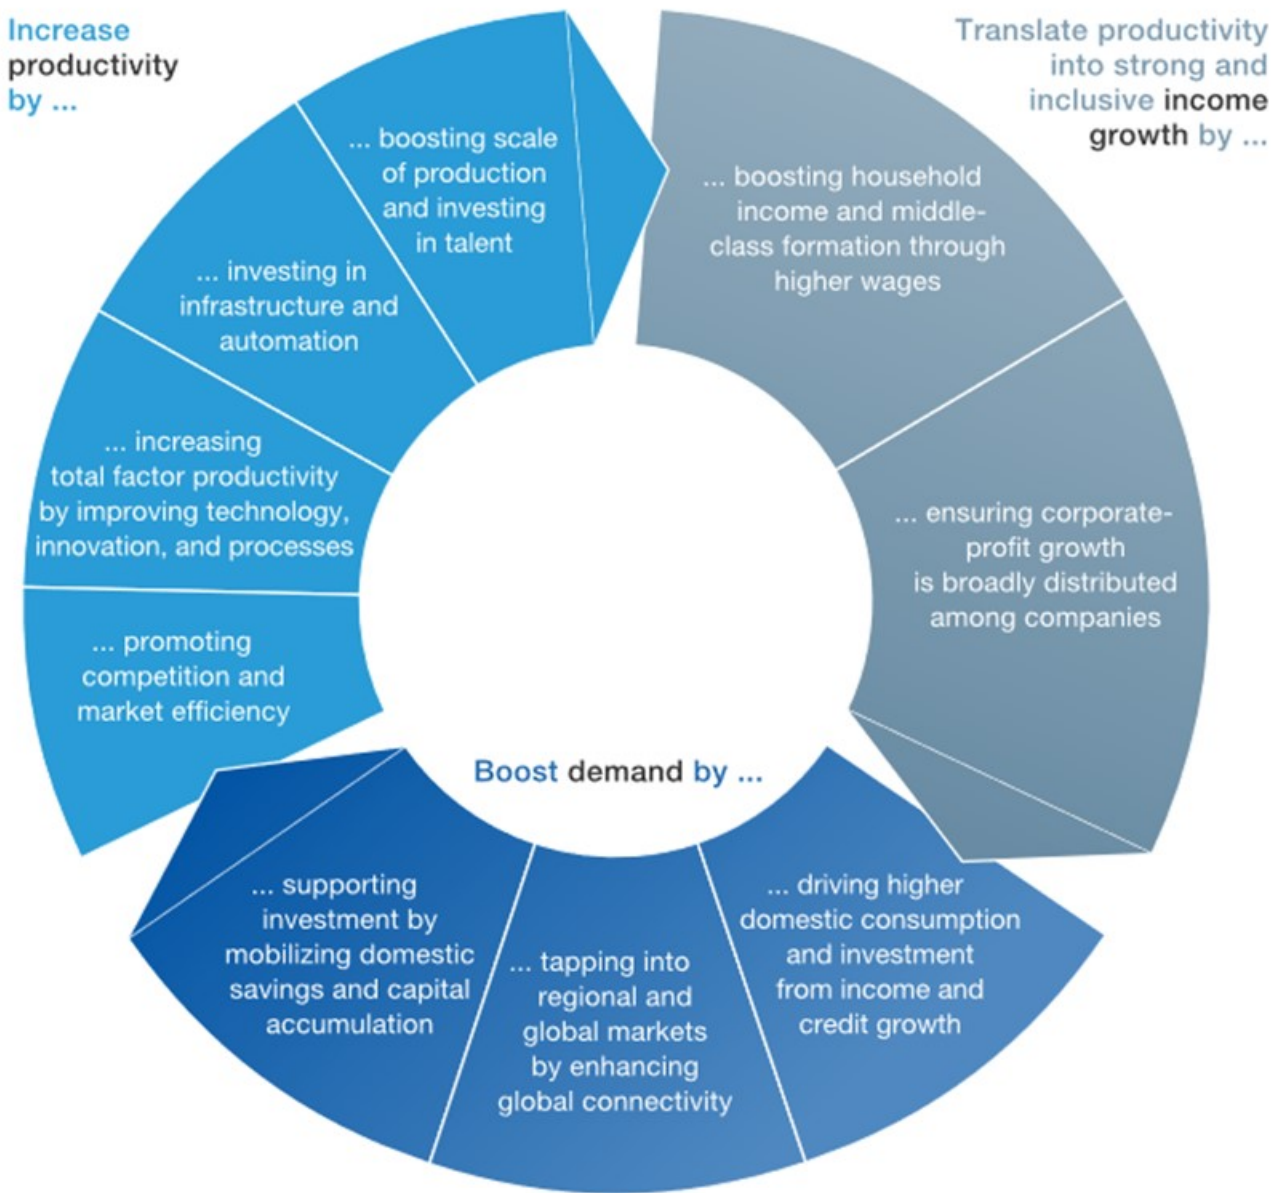 Increase
productivity
by ...
Translate productivity
into strong and
inclusive income
growth by ...
... boosting scale
of production
and investing
in talent
... boosting household
income and middle-
class formation through
higher wages
... investing in
infrastructure and
automation
... increasing
total factor productivity
by improving technology,
innovation, and processes
... ensuring corporate-
profit growth
is broadly distributed
among companies
... promoting
competition and
market efficiency
Boost demand by ...
... supporting
investment by
mobilizing domestic
savings and capital
accumulation
... tapping into
regional and
global markets
by enhancing
global connectivity
... driving higher
domestic consumption
and investment
from income and
credit growth